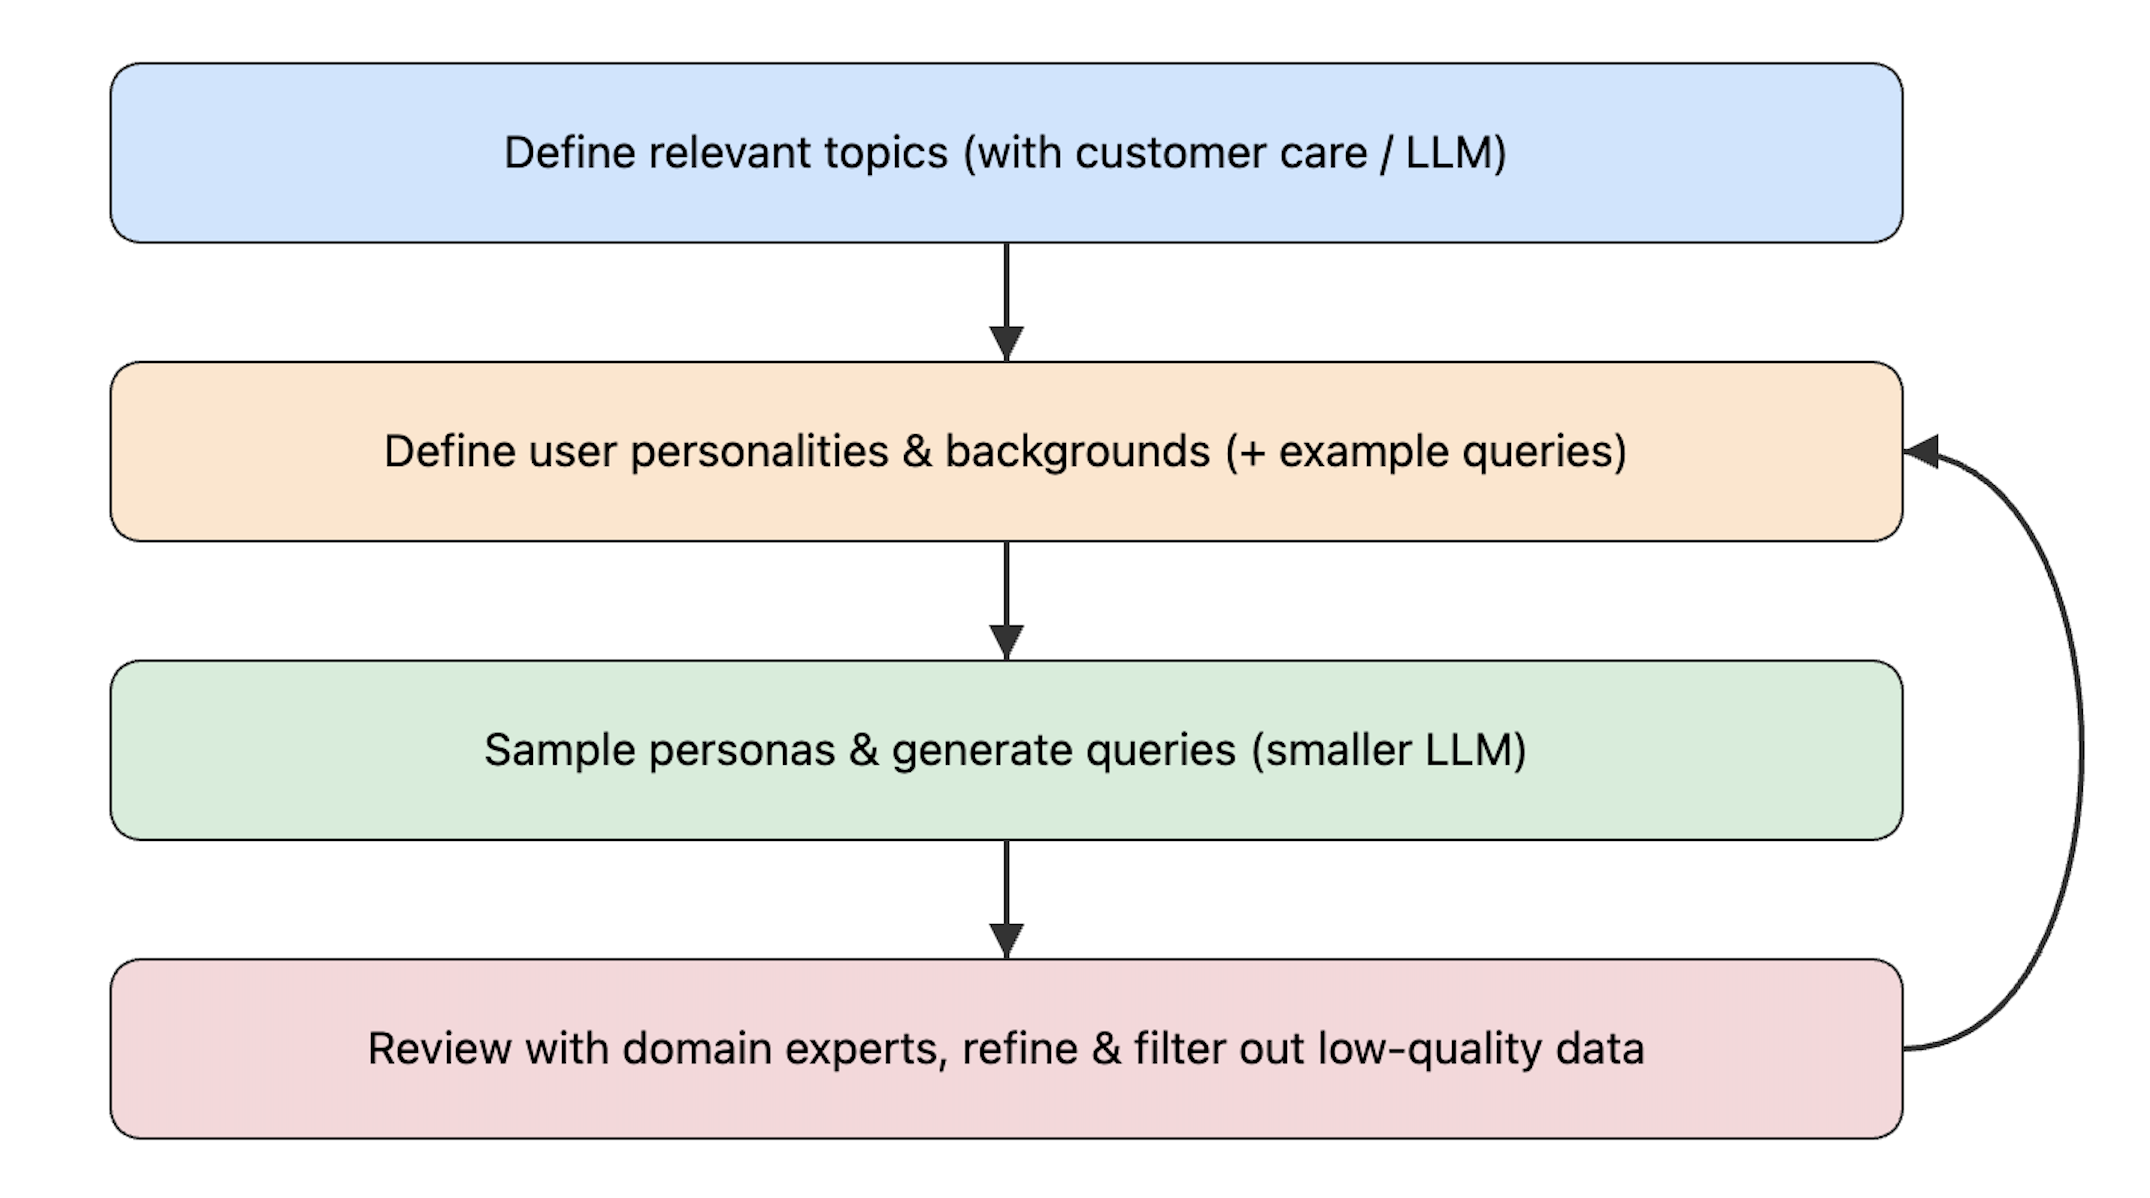 Define relevant topics (with customer care / LLM)
Define user personalities & backgrounds (+ example queries)
Sample personas & generate queries (smaller LLM)
Review with domain experts, refine & filter out low-quality data